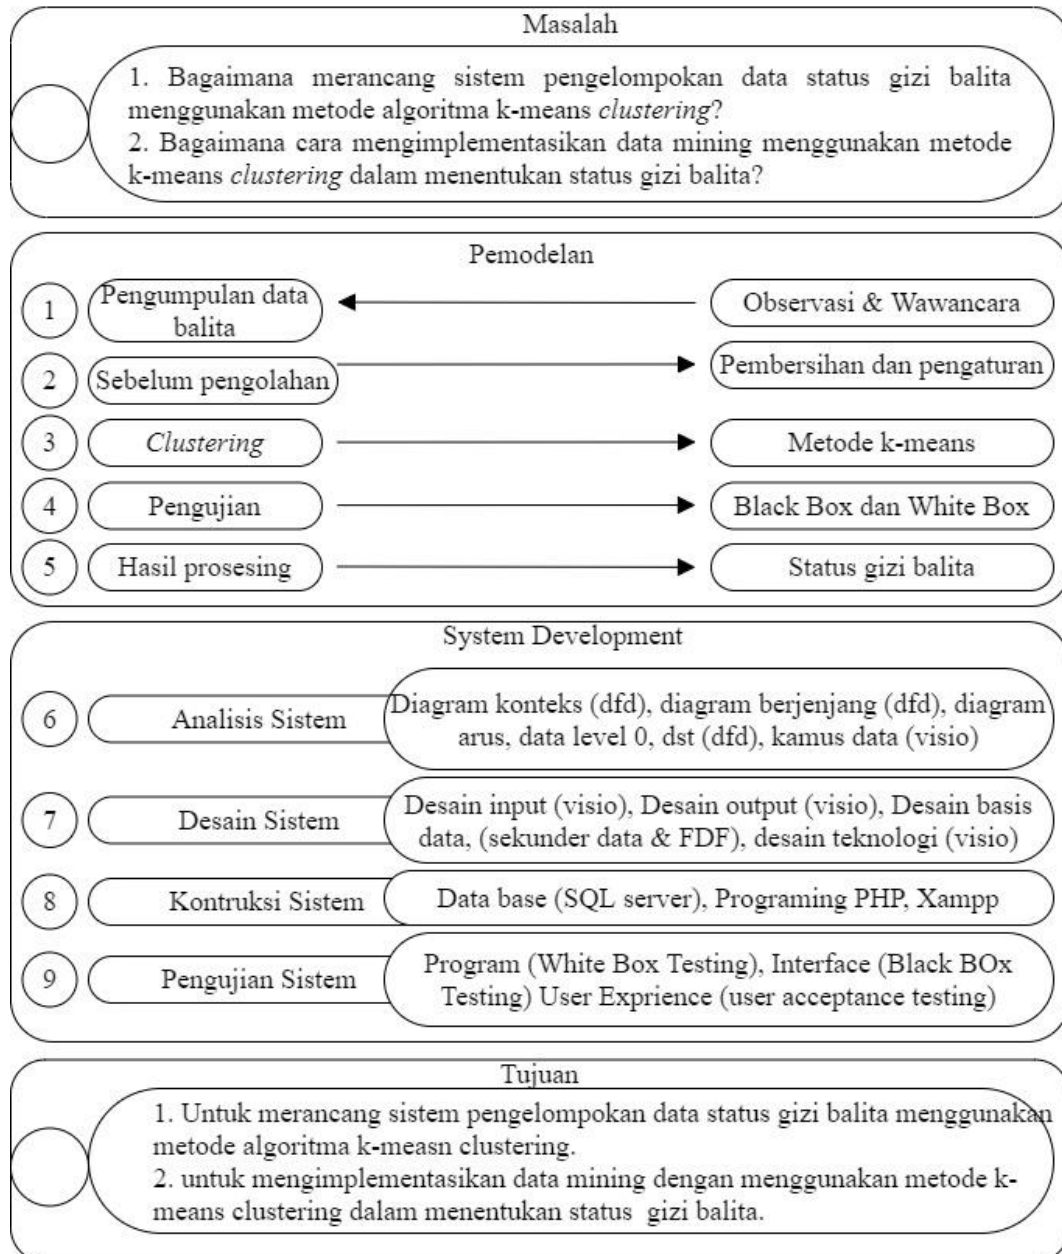 Masalah
1. Bagaimana merancang sistem pengelompokan data status gizi balita
menggunakan metode algoritma k-means clustering?
2. Bagaimana cara mengimplementasikan data mining menggunakan metode
k-means clustering dalam menentukan status gizi balita?
Pemodelan
1
Pengumpulan data
balita
Observasi & Wawancara
2
Sebelum pengolahan
Pembersihan dan pengaturan
3
Clustering
Metode k-means
4
Pengujian
Black Box dan White Box
5
Hasil prosesing
Status gizi balita
System Development
6
Analisis Sistem
Diagram konteks (dfd), diagram berjenjang (dfd), diagram
arus, data level 0, dst (dfd), kamus data (visio)
7
Desain Sistem
Desain input (visio), Desain output (visio), Desain basis
data, (sekunder data & FDF), desain teknologi (visio)
8
Kontruksi Sistem
Data base (SQL server), Programing PHP, Xampp
9
Pengujian Sistem
Program (White Box Testing), Interface (Black BOx
Testing) User Exprience (user acceptance testing)
Tujuan
1. Untuk merancang sistem pengelompokan data status gizi balita menggunakan
metode algoritma k-measn clustering.
2. untuk mengimplementasikan data mining dengan menggunakan metode k-
means clustering dalam menentukan status gizi balita.